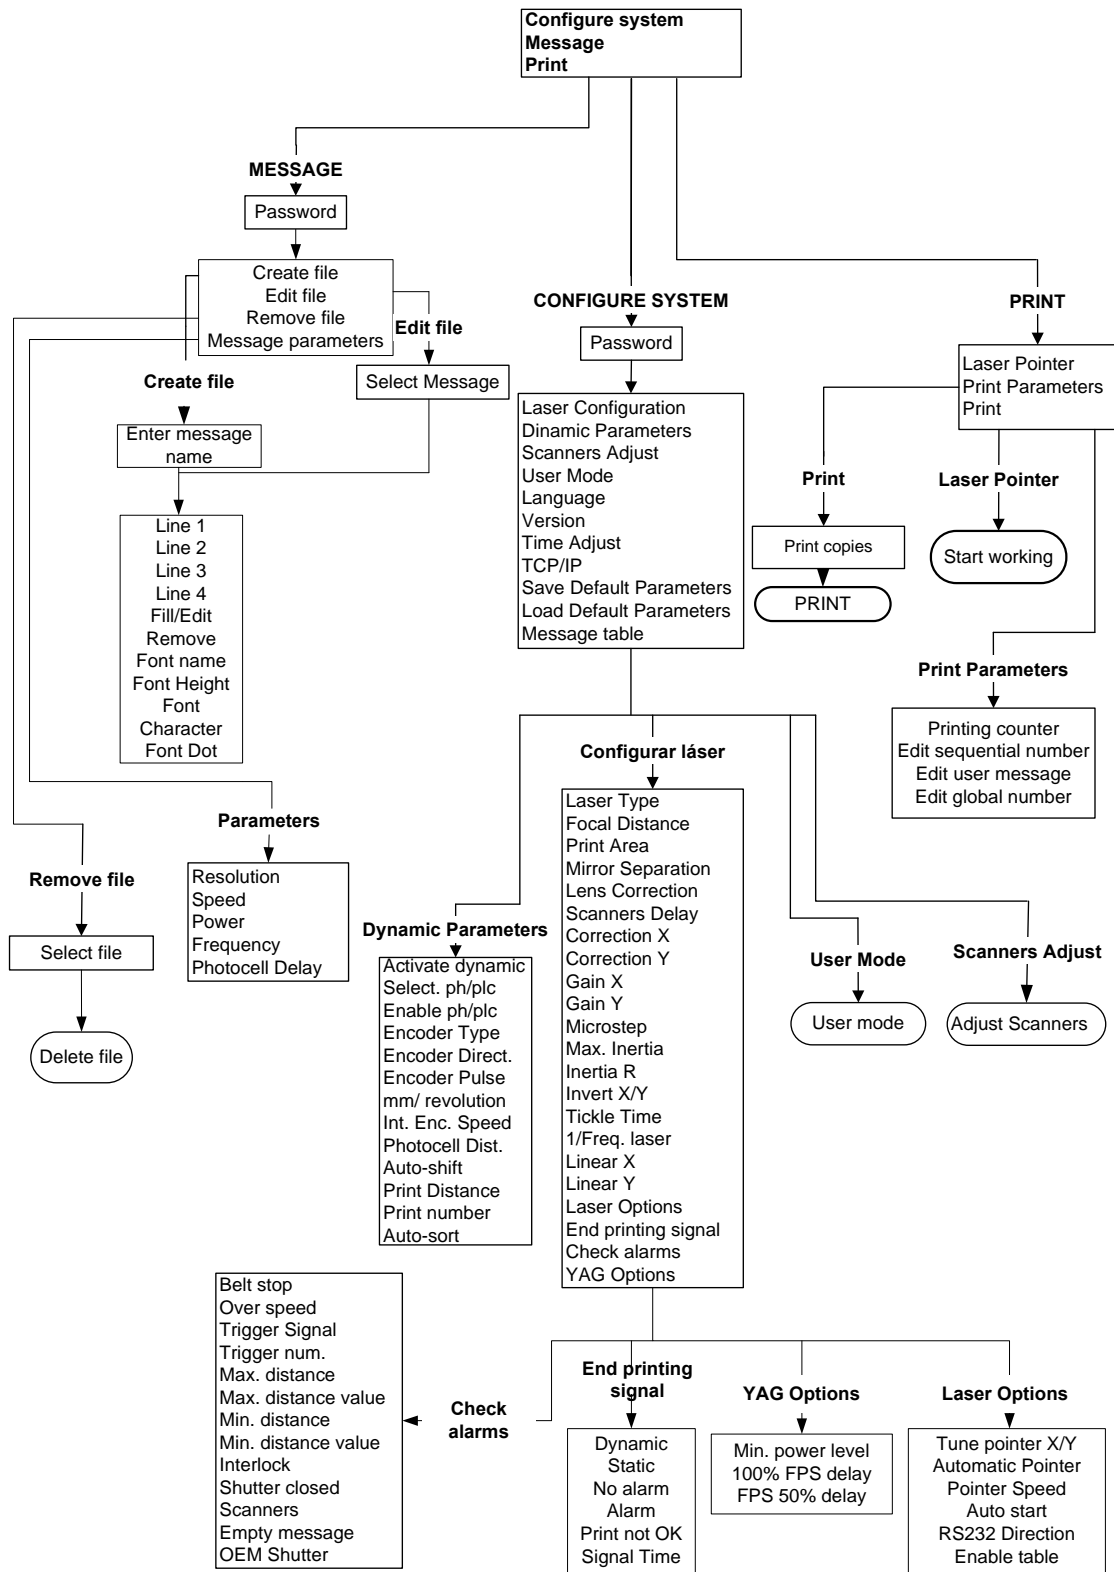 Configure system
Message
Print
MESSAGE
Password
Create file
Edit file
Remove file
Message parameters
Edit file
Select Message
Create file
Enter message
name
Line 1
Line 2
Line 3
Line 4
Fill/Edit
Remove
Font name
Font Height
Font
Character
Font Dot
Parameters
Resolution
Speed
Power
Frequency
Photocell Delay
Remove file
Select file
Delete file
CONFIGURE SYSTEM
Password
Laser Configuration
Dinamic Parameters
Scanners Adjust
User Mode
Language
Version
Time Adjust
TCP/IP
Save Default Parameters
Load Default Parameters
Message table
PRINT
Laser Pointer
Print Parameters
Print
Print
Print copies
PRINT
Laser Pointer
Start working
Print Parameters
Printing counter
Edit sequential number
Edit user message
Edit global number
Configurar láser
Laser Type
Focal Distance
Print Area
Mirror Separation
Lens Correction
Scanners Delay
Correction X
Correction Y
Gain X
Gain Y
Microstep
Max. Inertia
Inertia R
Invert X/Y
Tickle Time
1/Freq. laser
Linear X
Linear Y
Laser Options
End printing signal
Check alarms
YAG Options
Dynamic Parameters
Activate dynamic
Select. ph/plc
Enable ph/plc
Encoder Type
Encoder Direct.
Encoder Pulse
mm/ revolution
Int. Enc. Speed
Photocell Dist.
Auto-shift
Print Distance
Print number
Auto-sort
User Mode
User mode
Scanners Adjust
Adjust Scanners
Check
alarms
Belt stop
Over speed
Trigger Signal
Trigger num.
Max. distance
Max. distance value
Min. distance
Min. distance value
Interlock
Shutter closed
Scanners
Empty message
OEM Shutter
End printing
signal
Dynamic
Static
No alarm
Alarm
Print not OK
Signal Time
YAG Options
Min. power level
100% FPS delay
FPS 50% delay
Laser Options
Tune pointer X/Y
Automatic Pointer
Pointer Speed
Auto start
RS232 Direction
Enable table